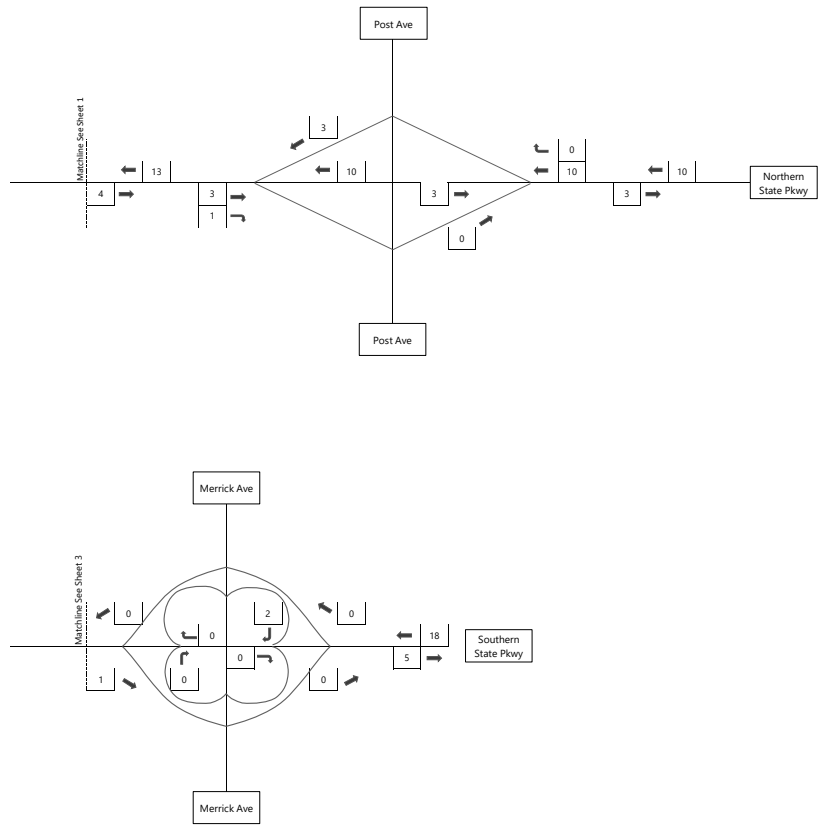 Post Ave
Matchline See Sheet 1
3
0
13
10
10
10
Northern
State Pkwy
4
3
3
3
1
0
Post Ave
Merrick Ave
Matchline See Sheet 3
0
2
0
0
18
Southern
State Pkwy
0
5
1
0
0
Merrick Ave